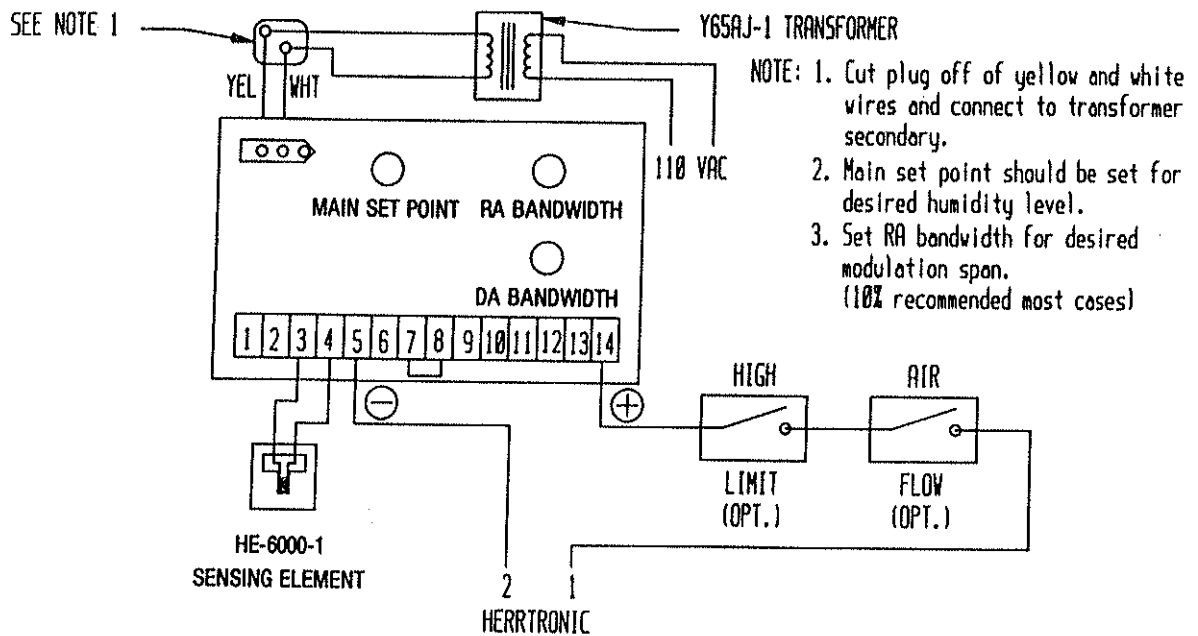 SEE NOTE 1
Y65AJ-1 TRANSFORMER
YEL WHT
110 VAC
NOTE: 1. Cut plug off of yellow and white
wires and connect to transformer
secondary.
2. Main set point should be set for
desired humidity level.
3. Set RA bandwidth for desired
modulation span.
(10% recommended most cases)
MAIN SET POINT RA BANDWIDTH
DA BANDWIDTH
1 2 3 4 5 6 7 8 9 10 11 12 13 14
− +
HIGH
LIMIT
(OPT.)
AIR
FLOW
(OPT.)
HE-6000-1
SENSING ELEMENT
2 1
HERRTRONIC